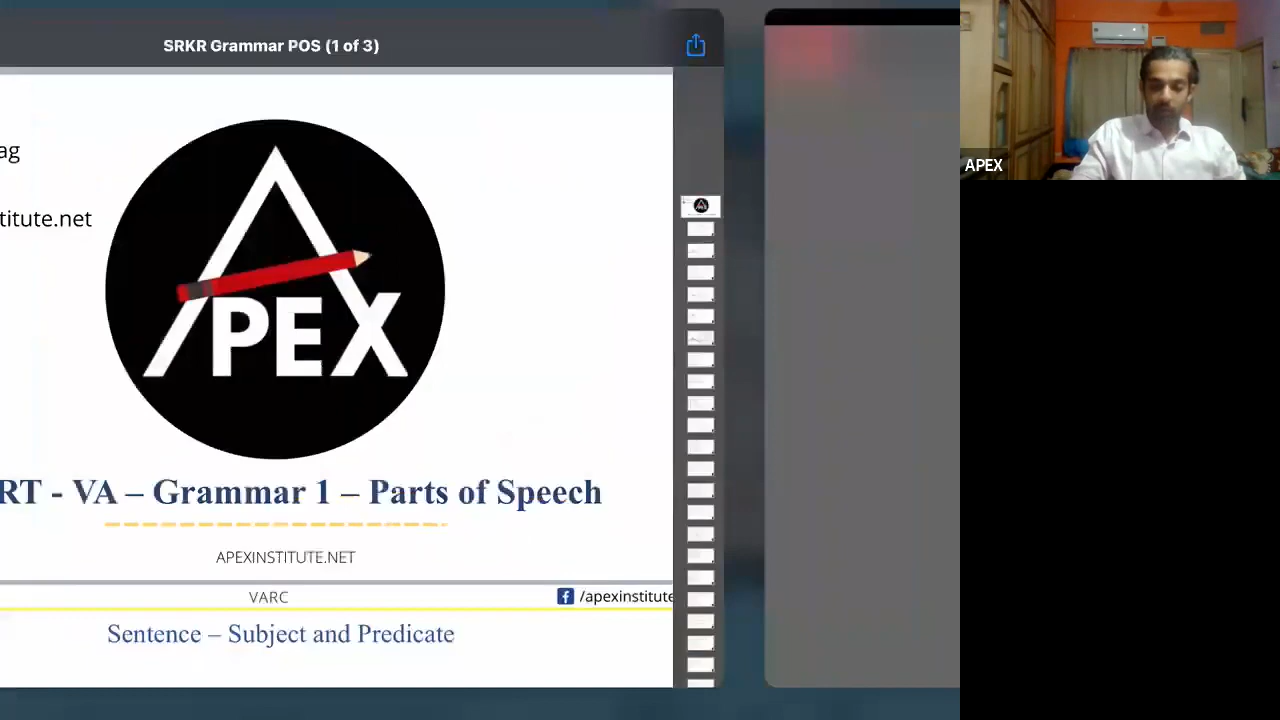 SRKR Grammar POS (1 of 3)
ag
titute.net
APEX
RT - VA – Grammar 1 – Parts of Speech
APEXINSTITUTE.NET
VARC
/apexinstitute
Sentence – Subject and Predicate
APEX